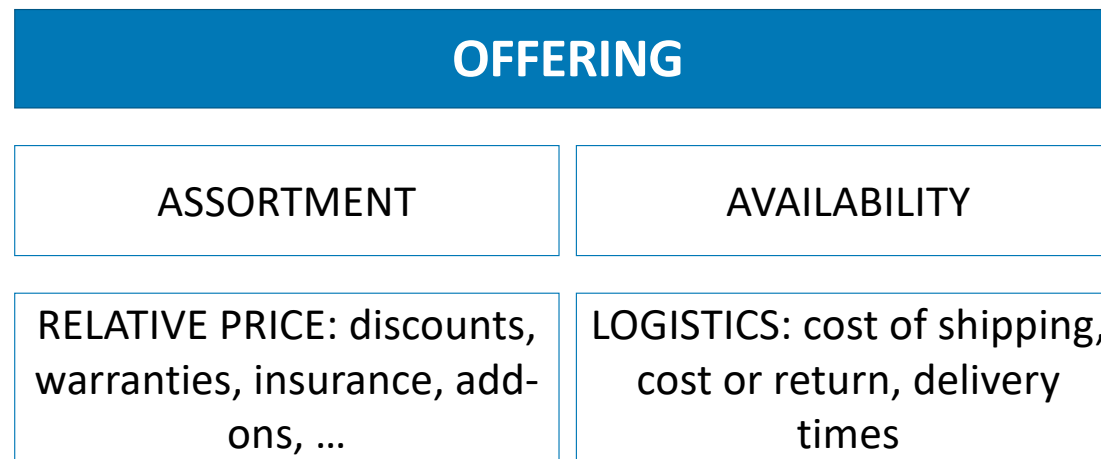 OFFERING
ASSORTMENT
AVAILABILITY
RELATIVE PRICE: discounts,
warranties, insurance, add-
ons, ...
LOGISTICS: cost of shipping,
cost or return, delivery
times